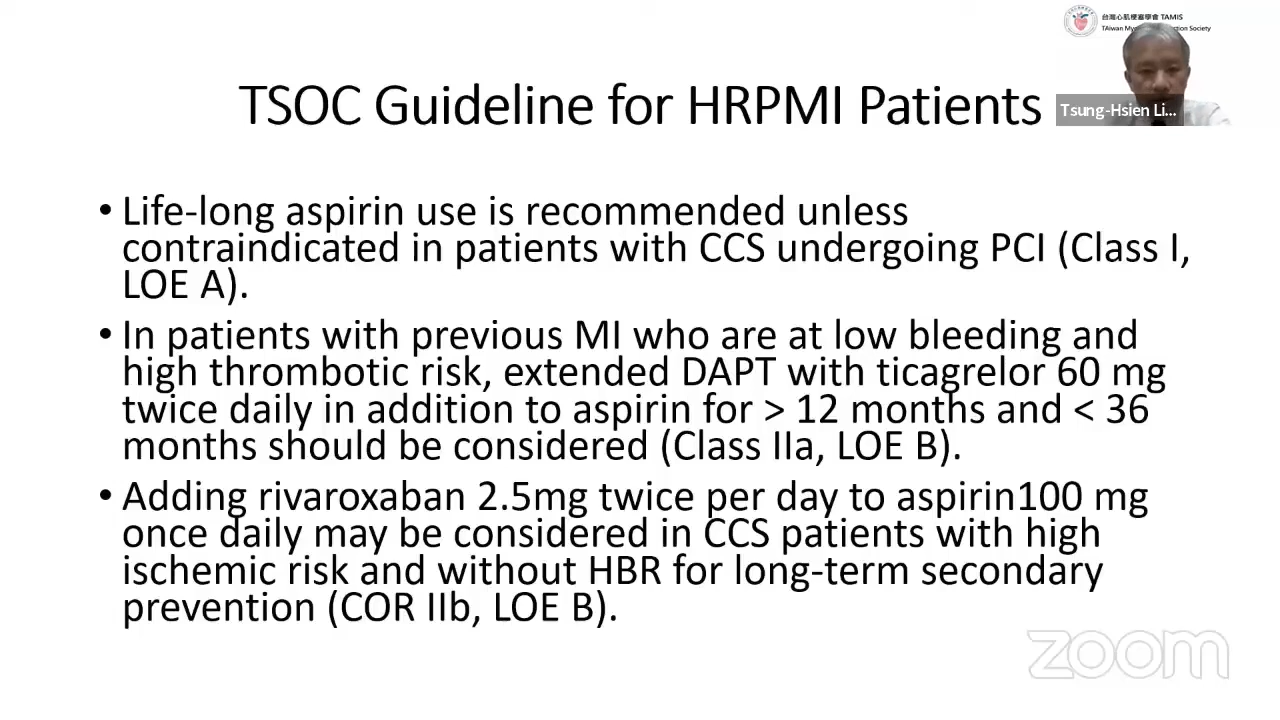 台灣心肌梗塞學會 TAMIS
TAiwan My
ction Society
TSOC Guideline for HRPMI Patients
Tsung-Hsien Li...
• Life-long aspirin use is recommended unless
contraindicated in patients with CCS undergoing PCI (Class I,
LOE A).
• In patients with previous MI who are at low bleeding and
high thrombotic risk, extended DAPT with ticagrelor 60 mg
twice daily in addition to aspirin for > 12 months and < 36
months should be considered (Class IIa, LOE B).
• Adding rivaroxaban 2.5mg twice per day to aspirin100 mg
once daily may be considered in CCS patients with high
ischemic risk and without HBR for long-term secondary
prevention (COR IIb, LOE B).
zoom